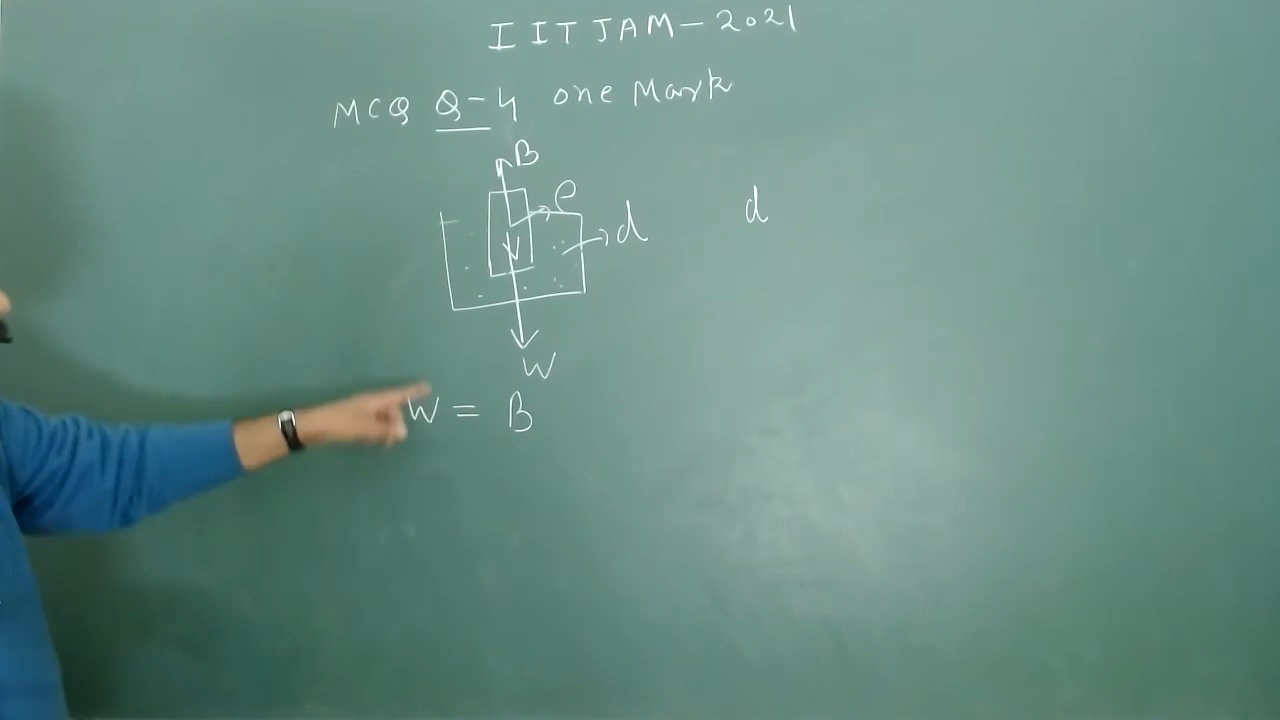 IIT JAM - 2021
MCQ Q-4 one Mark
B
ρ
d
d
W
W = B